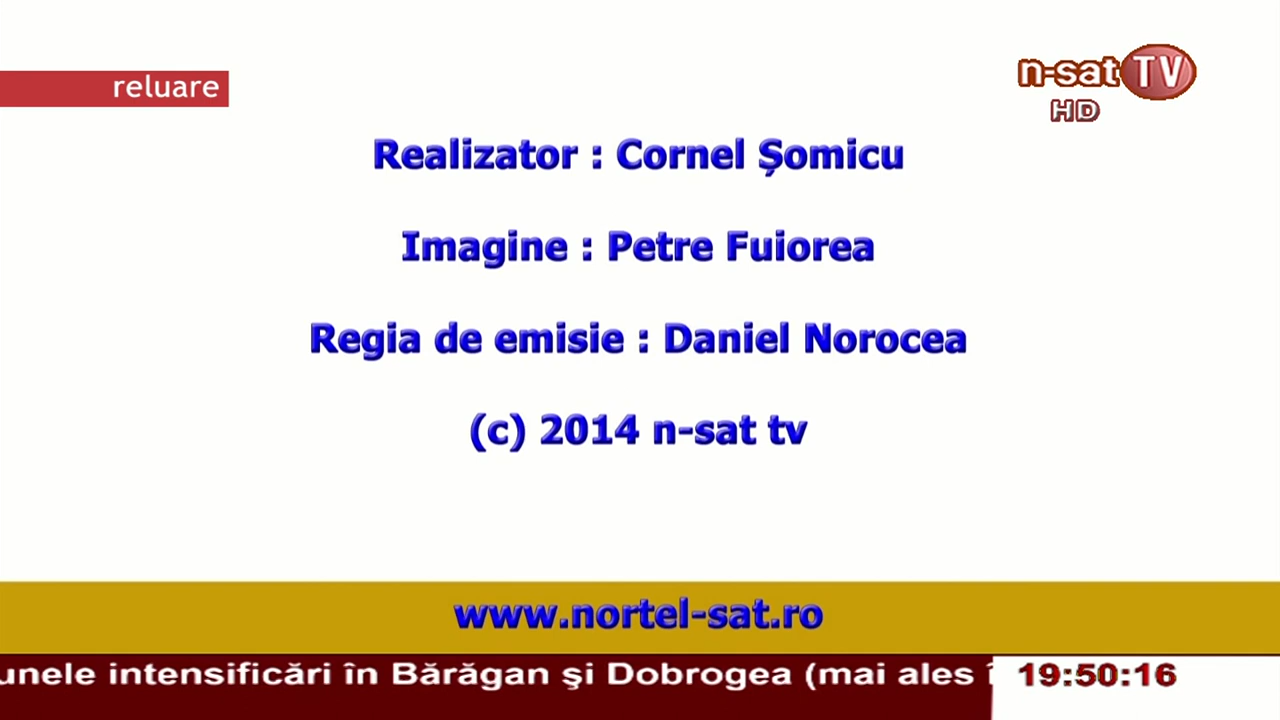 reluare
n-sat TV
HD
Realizator : Cornel Șomicu
Imagine : Petre Fuiorea
Regia de emisie : Daniel Norocea
(c) 2014 n-sat tv
www.nortel-sat.ro
unele intensificări în Bărăgan şi Dobrogea (mai ales î
19:50:16